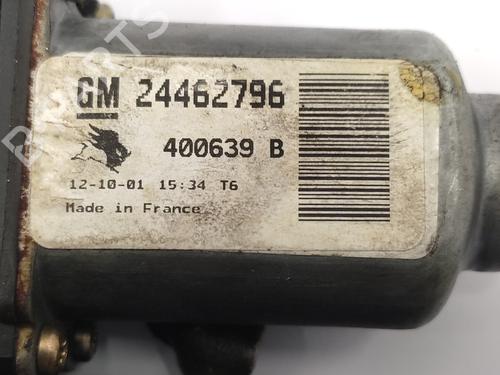 GM 24462796
400639 B
12-10-01 15:34 T6
Made in France